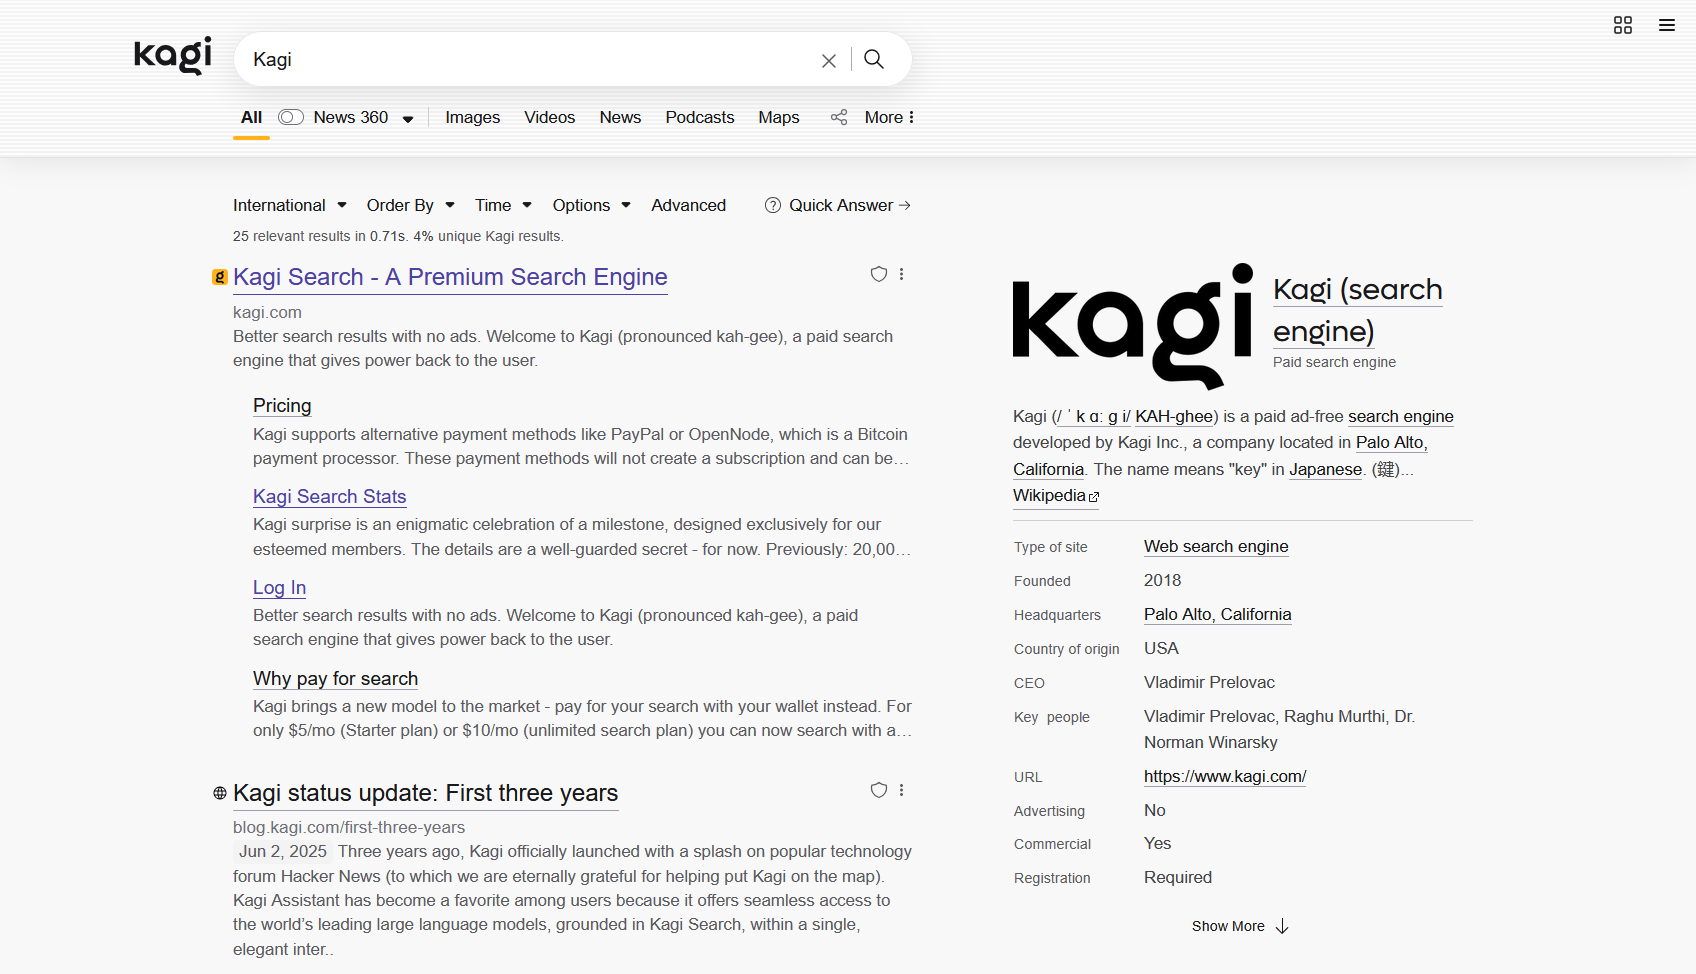 kagi
Kagi
All
News 360
Images
Videos
News
Podcasts
Maps
More
International
Order By
Time
Options
Advanced
Quick Answer
25 relevant results in 0.71s. 4% unique Kagi results.
g Kagi Search - A Premium Search Engine
kagi.com
Better search results with no ads. Welcome to Kagi (pronounced kah-gee), a paid search
engine that gives power back to the user.
Pricing
Kagi supports alternative payment methods like PayPal or OpenNode, which is a Bitcoin
payment processor. These payment methods will not create a subscription and can be…
Kagi Search Stats
Kagi surprise is an enigmatic celebration of a milestone, designed exclusively for our
esteemed members. The details are a well-guarded secret - for now. Previously: 20,00…
Log In
Better search results with no ads. Welcome to Kagi (pronounced kah-gee), a paid
search engine that gives power back to the user.
Why pay for search
Kagi brings a new model to the market - pay for your search with your wallet instead. For
only $5/mo (Starter plan) or $10/mo (unlimited search plan) you can now search with a…
Kagi status update: First three years
blog.kagi.com/first-three-years
Jun 2, 2025 Three years ago, Kagi officially launched with a splash on popular technology
forum Hacker News (to which we are eternally grateful for helping put Kagi on the map).
Kagi Assistant has become a favorite among users because it offers seamless access to
the world’s leading large language models, grounded in Kagi Search, within a single,
elegant inter..
kagi
Kagi (search
engine)
Paid search engine
Kagi (/ ˈ k ɑː ɡ i/ KAH-ghee) is a paid ad-free search engine
developed by Kagi Inc., a company located in Palo Alto,
California. The name means "key" in Japanese. (鍵)...
Wikipedia
Type of site Web search engine
Founded 2018
Headquarters Palo Alto, California
Country of origin USA
CEO Vladimir Prelovac
Key people Vladimir Prelovac, Raghu Murthi, Dr.
Norman Winarsky
URL https://www.kagi.com/
Advertising No
Commercial Yes
Registration Required
Show More